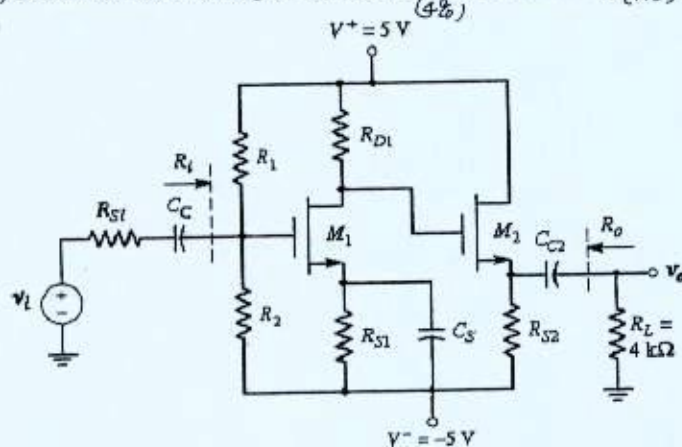 (4%)
V⁺ = 5 V
R_D1
R_i
R_1
R_Si
C_C
M_1
M_2
C_C2
R_o
v_i
v_o
R_2
R_S1
C_S
R_S2
R_L =
4 kΩ
V⁻ = −5 V